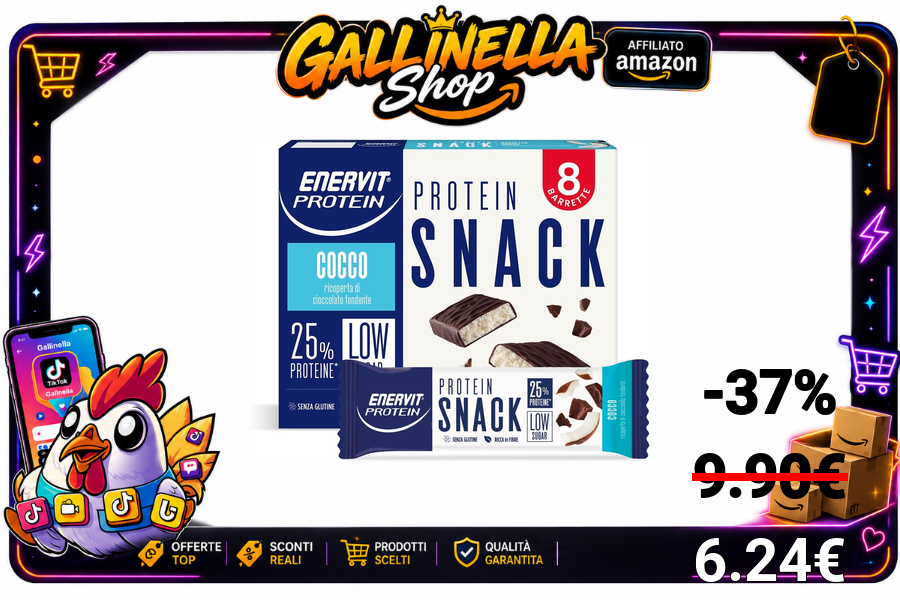 GALLINELLA
Shop
AFFILIATO
amazon
ENERVIT®
PROTEIN
PROTEIN
SNACK
8
BARRETTE
COCCO
ricoperta di
cioccolato fondente
25%
PROTEINE*
LOW
SENZA GLUTINE
ENERVIT
PROTEIN
PROTEIN
SNACK
SENZA GLUTINE
RICCA IN FIBRE
25%
PROTEINE*
LOW
SUGAR
COCCO
Gallinella
TikTok
Gallinella
-37%
9.90€
6.24€
OFFERTE
TOP
SCONTI
REALI
PRODOTTI
SCELTI
QUALITÀ
GARANTITA